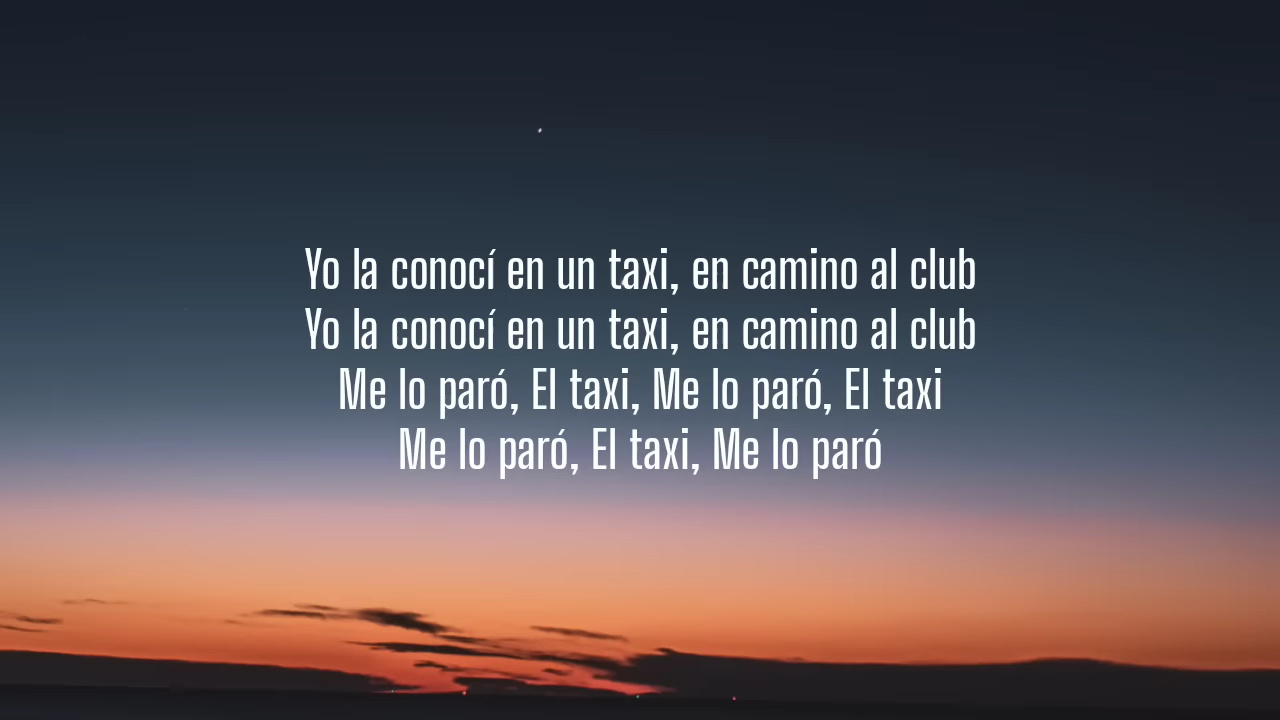 Yo la conocí en un taxi, en camino al club
Yo la conocí en un taxi, en camino al club
Me lo paró, El taxi, Me lo paró, El taxi
Me lo paró, El taxi, Me lo paró